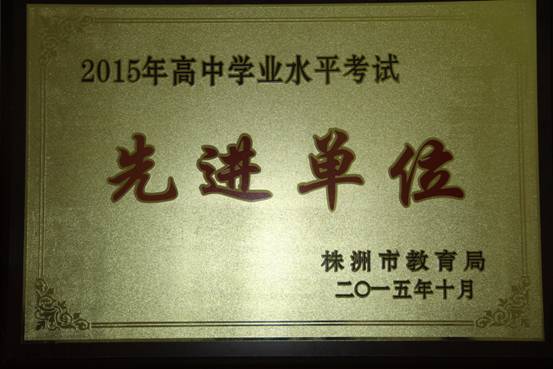 2015年高中学业水平考试
先进单位
株洲市教育局
二〇一五年十月